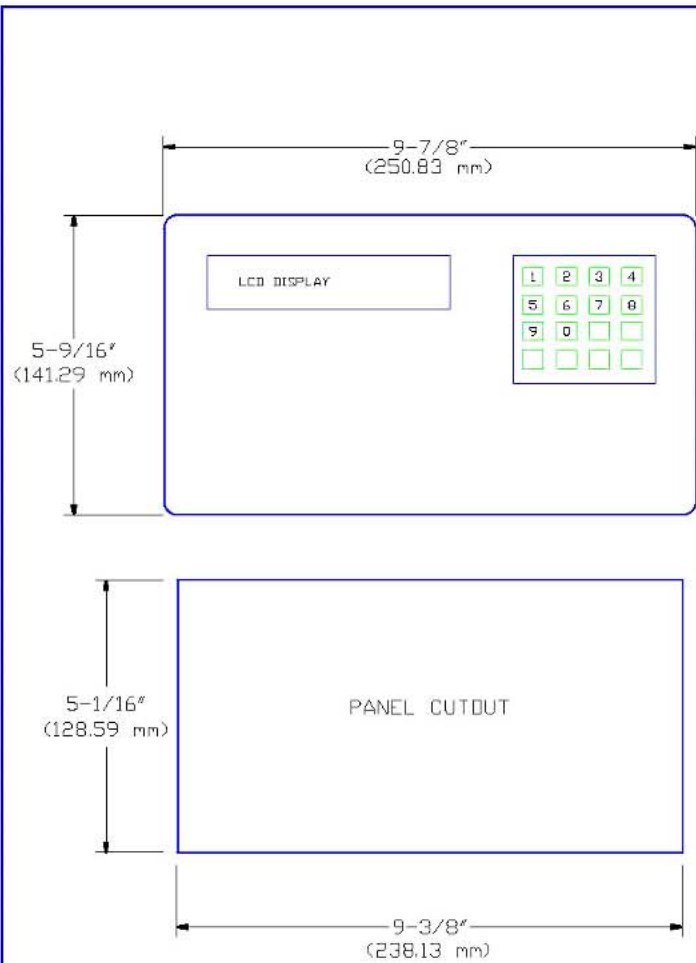 9-7/8"
(250.83 mm)
LCD DISPLAY
1 2 3 4
5 6 7 8
9 0
5-9/16"
(141.29 mm)
5-1/16"
(128.59 mm)
PANEL CUTOUT
9-3/8"
(238.13 mm)